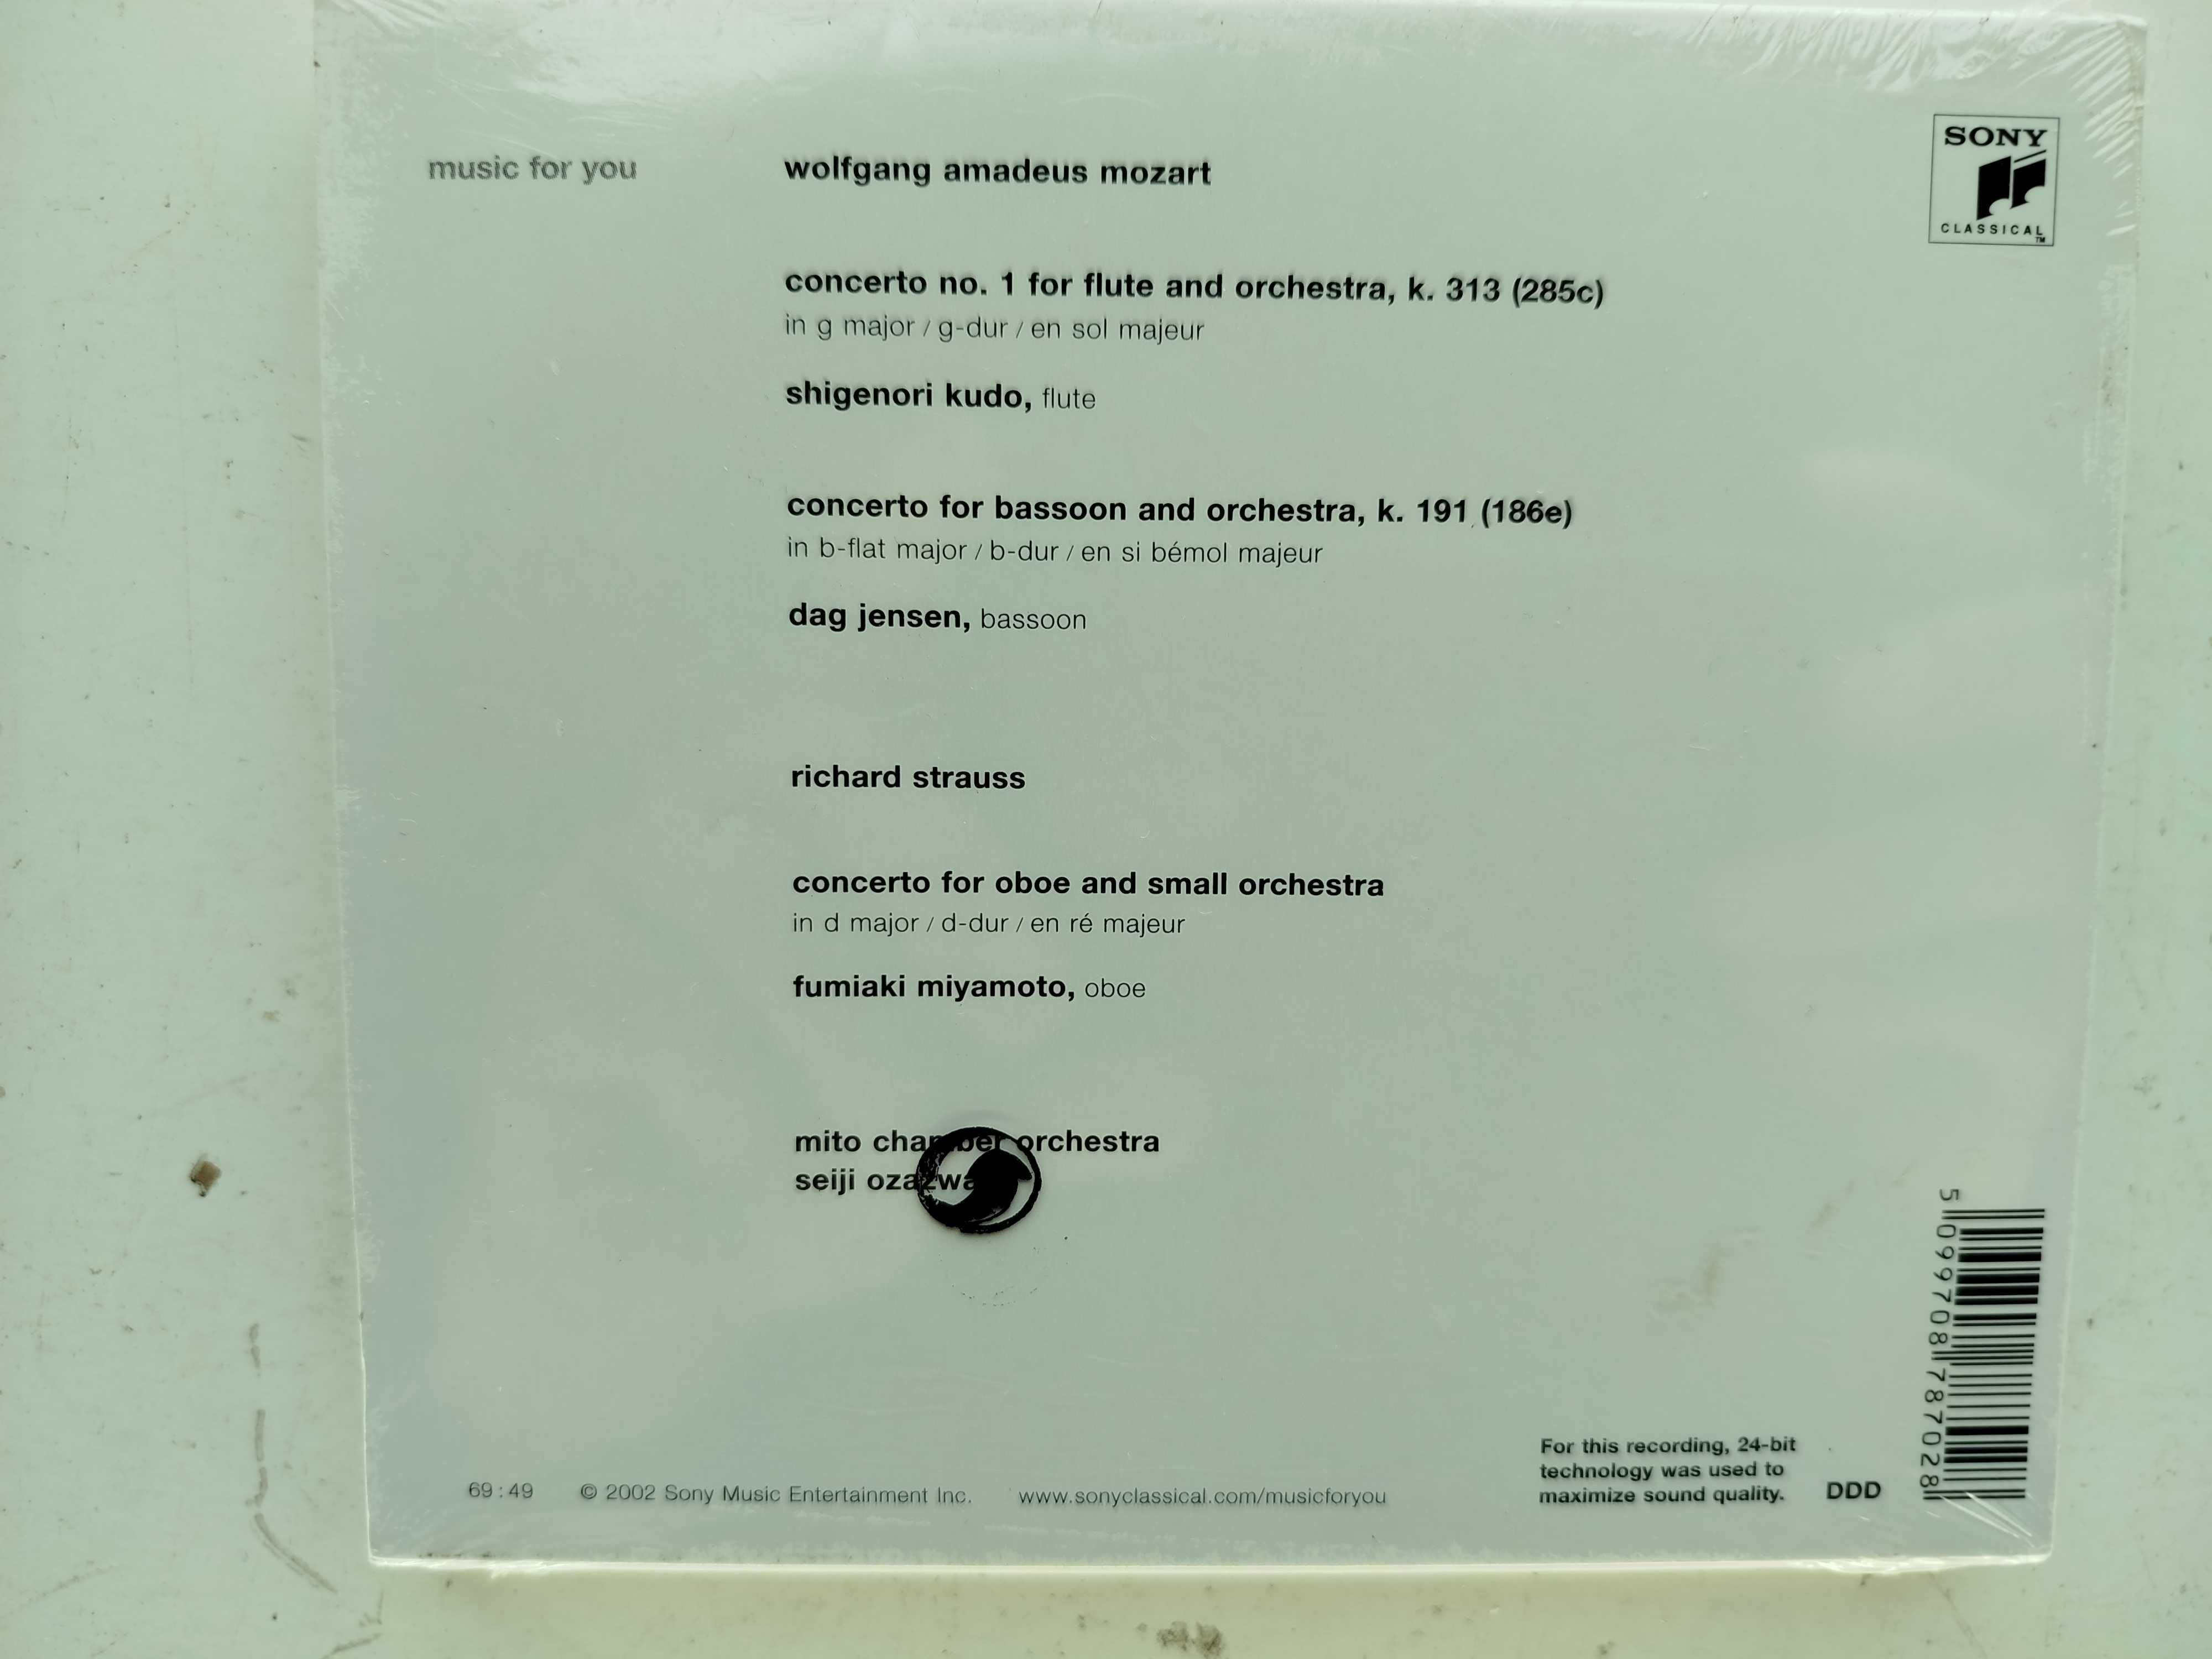 music for you
wolfgang amadeus mozart
SONY
CLASSICAL
TM
concerto no. 1 for flute and orchestra, k. 313 (285c)
in g major / g-dur / en sol majeur
shigenori kudo, flute
concerto for bassoon and orchestra, k. 191 (186e)
in b-flat major / b-dur / en si bémol majeur
dag jensen, bassoon
richard strauss
concerto for oboe and small orchestra
in d major / d-dur / en ré majeur
fumiaki miyamoto, oboe
mito chamber orchestra
seiji ozazwa
5 099708 787028
For this recording, 24-bit
technology was used to
maximize sound quality.
DDD
69:49 © 2002 Sony Music Entertainment Inc. www.sonyclassical.com/musicforyou